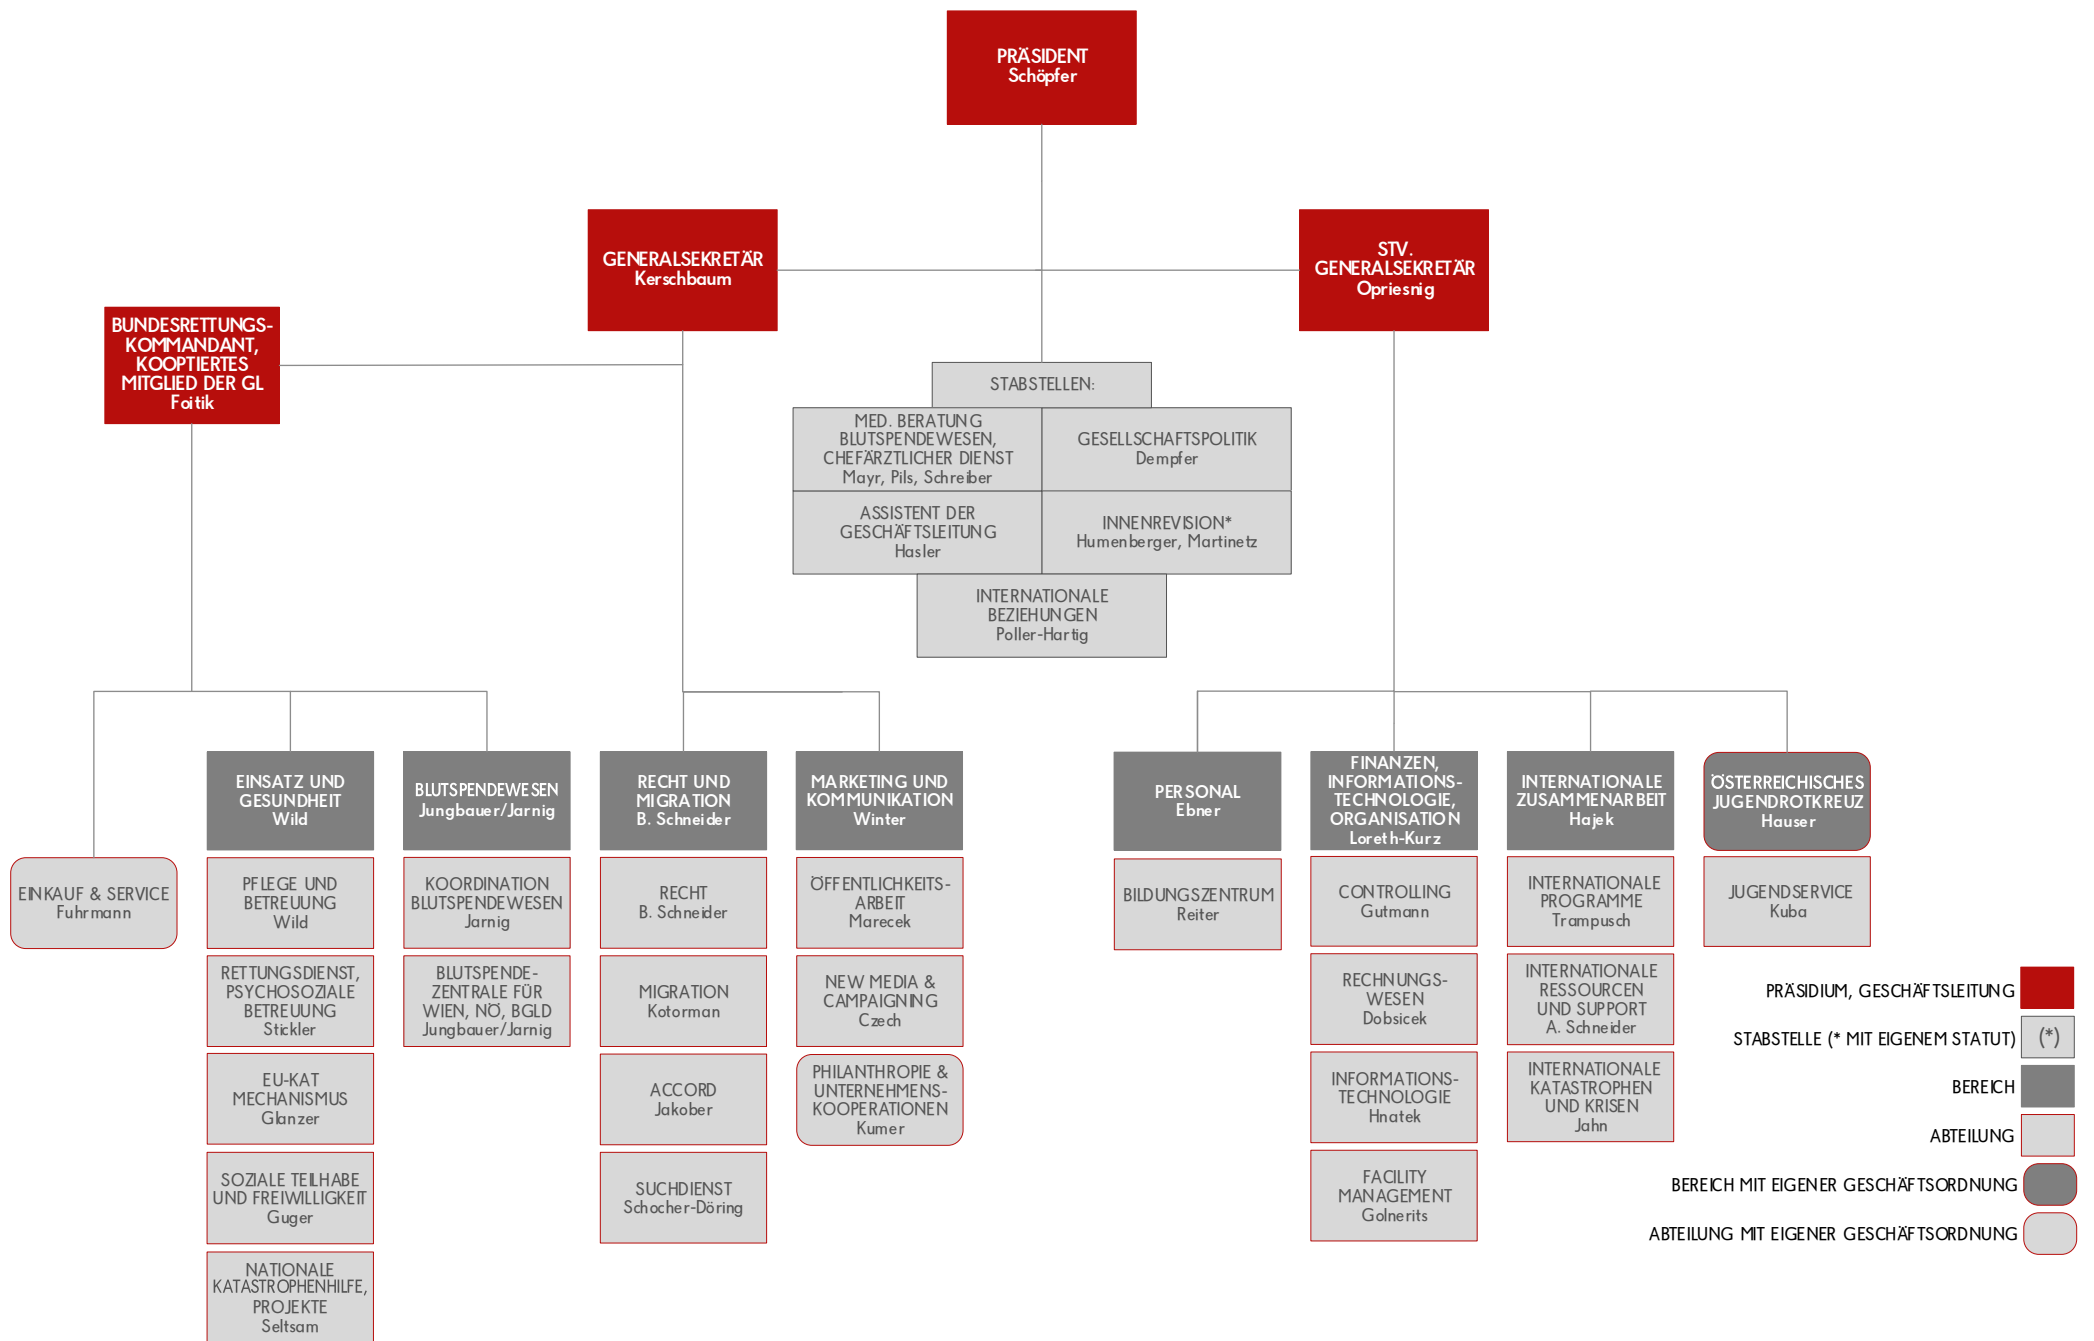 PRÄSIDENT
Schöpfer
GENERALSEKRETÄR
Kerschbaum
STV.
GENERALSEKRETÄR
Opriesnig
BUNDESRETTUNGS-
KOMMANDANT,
KOOPTIERTES
MITGLIED DER GL
Foitik
STABSTELLEN:
MED. BERATUNG
BLUTSPENDEWESEN,
CHEFÄRZTLICHER DIENST
Mayr, Pils, Schreiber
GESELLSCHAFTSPOLITIK
Dempfer
ASSISTENT DER
GESCHÄFTSLEITUNG
Hasler
INNENREVISION*
Humenberger, Martinetz
INTERNATIONALE
BEZIEHUNGEN
Poller-Hartig
EINKAUF & SERVICE
Fuhrmann
EINSATZ UND
GESUNDHEIT
Wild
PFLEGE UND
BETREUUNG
Wild
RETTUNGSDIENST,
PSYCHOSOZIALE
BETREUUNG
Stickler
EU-KAT
MECHANISMUS
Glanzer
SOZIALE TEILHABE
UND FREIWILLIGKEIT
Guger
NATIONALE
KATASTROPHENHILFE,
PROJEKTE
Seltsam
BLUTSPENDEWESEN
Jungbauer/Jarnig
KOORDINATION
BLUTSPENDEWESEN
Jarnig
BLUTSPENDE-
ZENTRALE FÜR
WIEN, NÖ, BGLD
Jungbauer/Jarnig
RECHT UND
MIGRATION
B. Schneider
RECHT
B. Schneider
MIGRATION
Kotorman
ACCORD
Jakober
SUCHDIENST
Schocher-Döring
MARKETING UND
KOMMUNIKATION
Winter
ÖFFENTLICHKEITS-
ARBEIT
Marecek
NEW MEDIA &
CAMPAIGNING
Czech
PHILANTHROPIE &
UNTERNEHMENS-
KOOPERATIONEN
Kumer
PERSONAL
Ebner
BILDUNGSZENTRUM
Reiter
FINANZEN,
INFORMATIONS-
TECHNOLOGIE,
ORGANISATION
Loreth-Kurz
CONTROLLING
Gutmann
RECHNUNGS-
WESEN
Dobsicek
INFORMATIONS-
TECHNOLOGIE
Hnatek
FACILITY
MANAGEMENT
Golnerits
INTERNATIONALE
ZUSAMMENARBEIT
Hajek
INTERNATIONALE
PROGRAMME
Trampusch
INTERNATIONALE
RESSOURCEN
UND SUPPORT
A. Schneider
INTERNATIONALE
KATASTROPHEN
UND KRISEN
Jahn
ÖSTERREICHISCHES
JUGENDROTKREUZ
Hauser
JUGENDSERVICE
Kuba
PRÄSIDIUM, GESCHÄFTSLEITUNG
STABSTELLE (* MIT EIGENEM STATUT) (*)
BEREICH
ABTEILUNG
BEREICH MIT EIGENER GESCHÄFTSORDNUNG
ABTEILUNG MIT EIGENER GESCHÄFTSORDNUNG